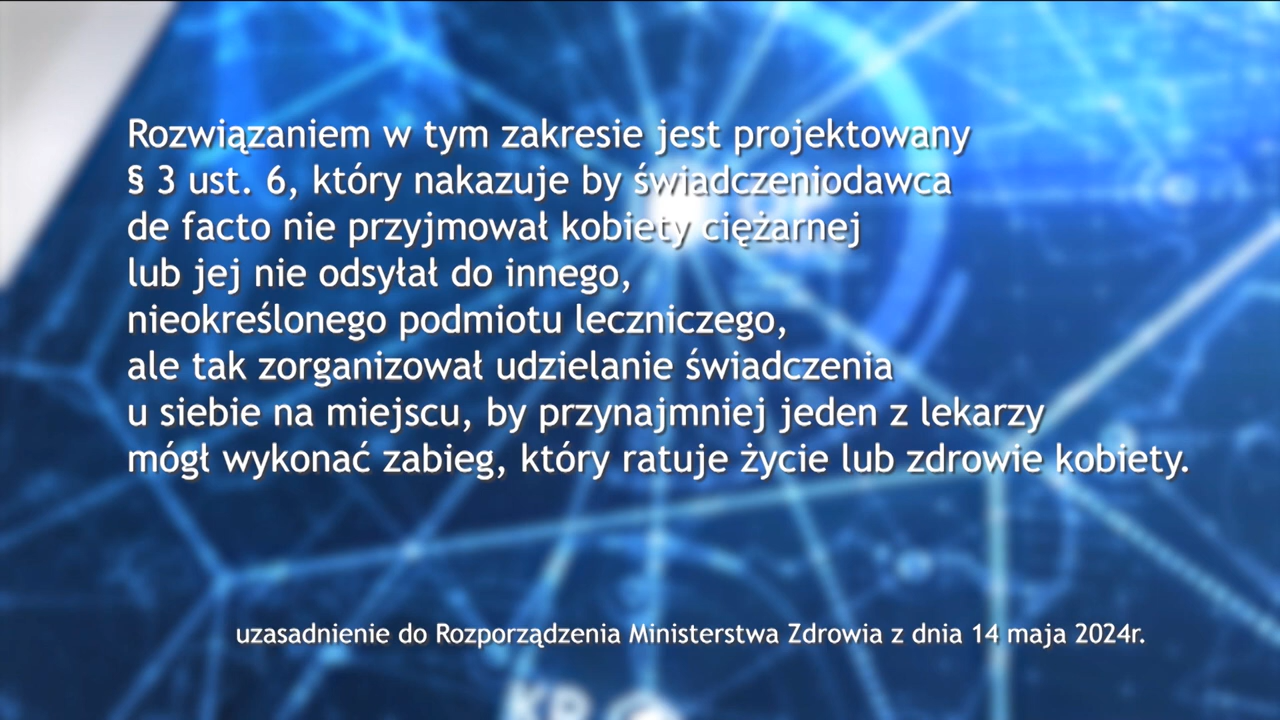 Rozwiązaniem w tym zakresie jest projektowany
§ 3 ust. 6, który nakazuje by świadczeniodawca
de facto nie przyjmował kobiety ciężarnej
lub jej nie odsyłał do innego,
nieokreślonego podmiotu leczniczego,
ale tak zorganizował udzielanie świadczenia
u siebie na miejscu, by przynajmniej jeden z lekarzy
mógł wykonać zabieg, który ratuje życie lub zdrowie kobiety.
uzasadnienie do Rozporządzenia Ministerstwa Zdrowia z dnia 14 maja 2024r.